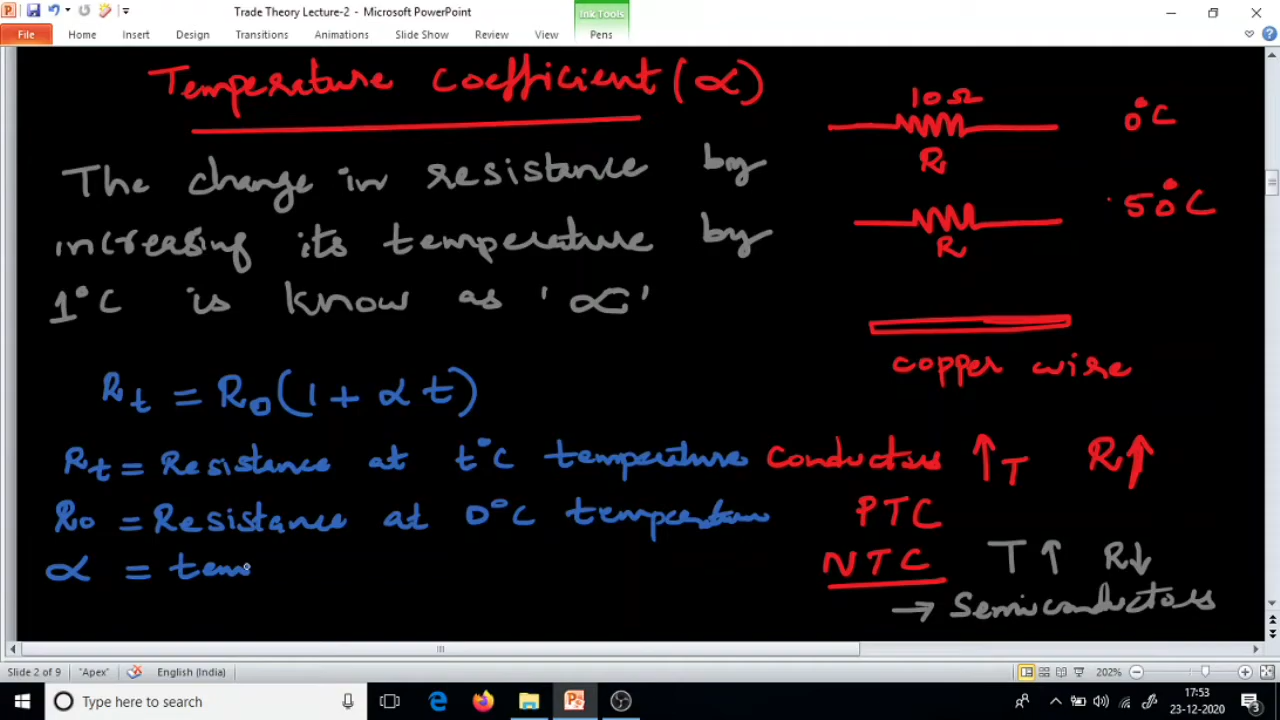 Trade Theory Lecture-2 - Microsoft PowerPoint
Ink Tools
File Home Insert Design Transitions Animations Slide Show Review View Pens
Temperature coefficient (α)
The change in resistance by
increasing its temperature by
1°C is know as 'α'
Rt = R0(1 + αt)
Rt = Resistance at t°C temperature
R0 = Resistance at 0°C temperature
α = tem
10Ω 0°C
R
50°C
R
copper wire
Conductors ↑T R↑
PTC
NTC T↑ R↓
→ Semiconductors
Slide 2 of 9 "Apex" English (India) 202%
Type here to search
17:53
23-12-2020
3